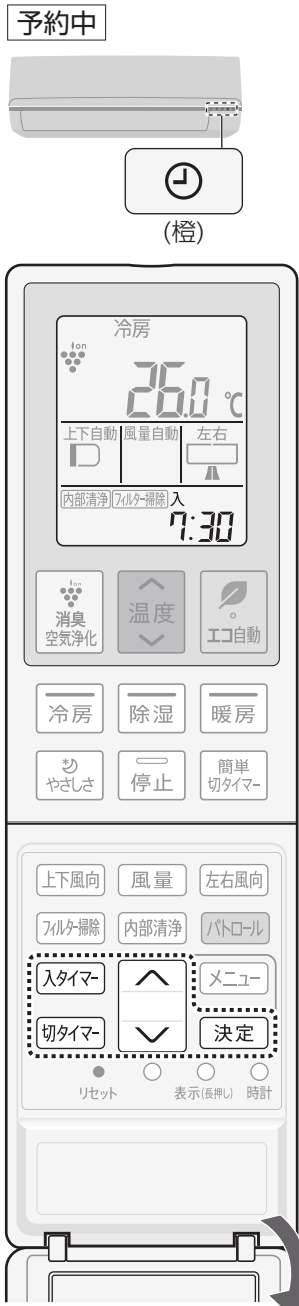 予約中
(橙)
冷房
ion
26.0 ℃
上下自動 風量自動 左右
内部清浄 フィルター掃除 入
7:30
ion
消臭
空気浄化
温度
エコ自動
冷房 除湿 暖房
やさしさ 停止 簡単
切タイマー
上下風向 風量 左右風向
フィルター掃除 内部清浄 パトロール
入タイマー メニュー
切タイマー 決定
リセット 表示(長押し) 時計